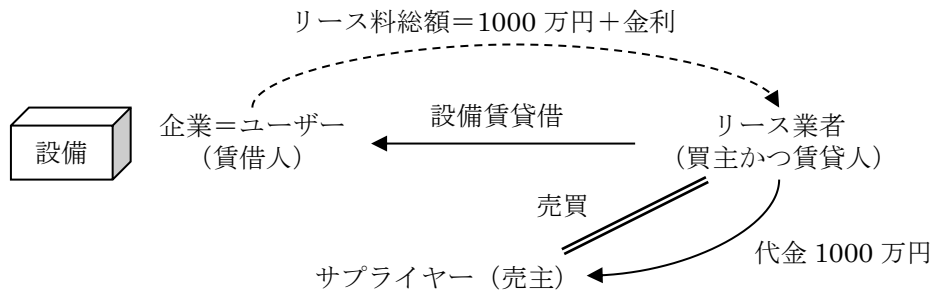 リース料総額＝1000 万円＋金利
設備
企業＝ユーザー
（賃借人）
設備賃貸借
リース業者
（買主かつ賃貸人）
売買
代金 1000 万円
サプライヤー（売主）